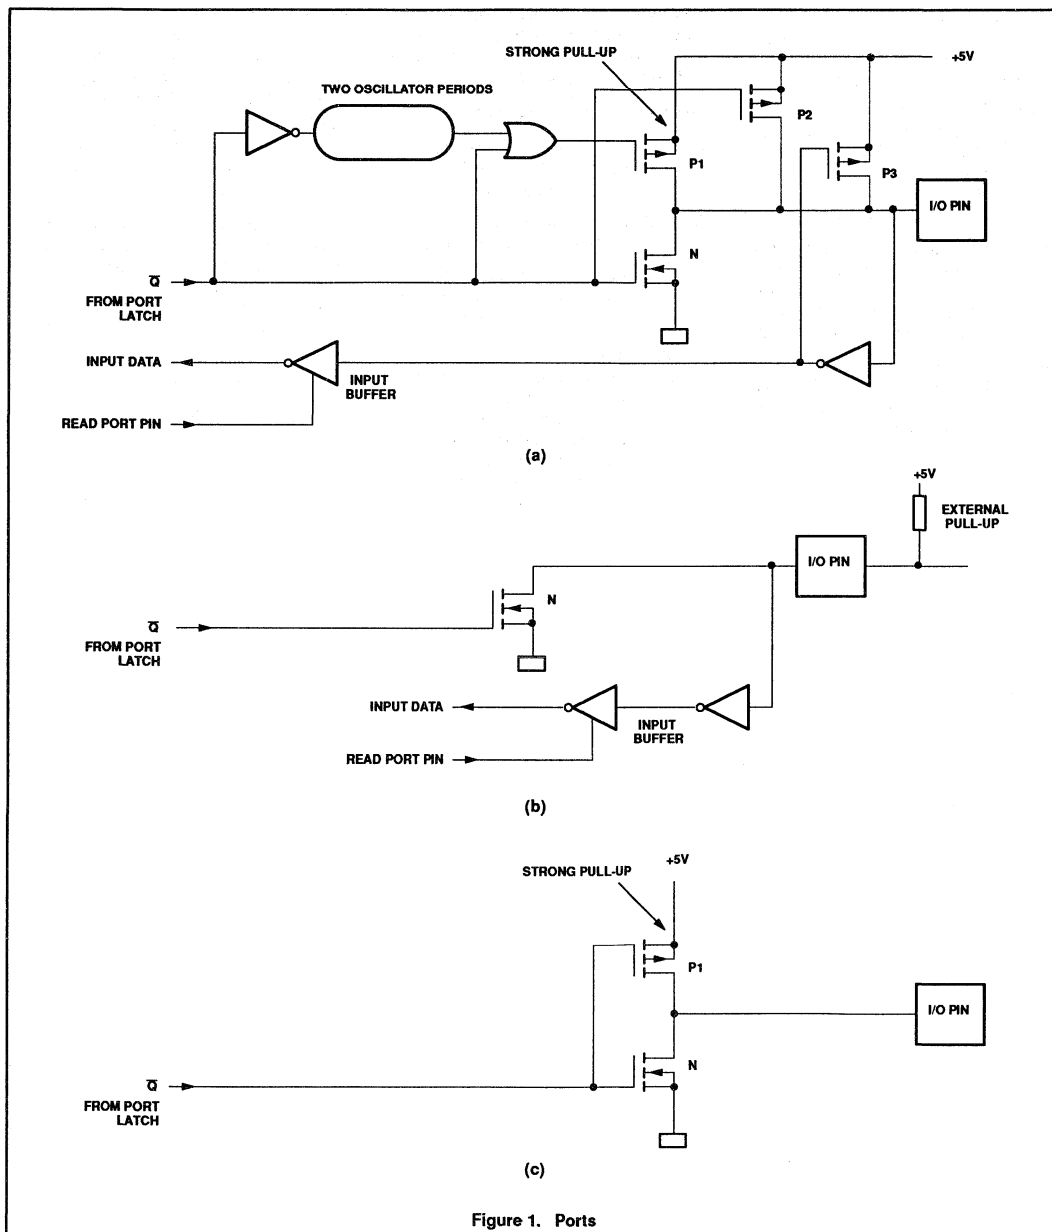 STRONG PULL-UP
+5V
TWO OSCILLATOR PERIODS
P2
P1
P3
I/O PIN
N
Q̅
FROM PORT
LATCH
INPUT DATA
INPUT
BUFFER
READ PORT PIN
(a)
+5V
EXTERNAL
PULL-UP
I/O PIN
N
Q̅
FROM PORT
LATCH
INPUT DATA
INPUT
BUFFER
READ PORT PIN
(b)
+5V
STRONG PULL-UP
P1
I/O PIN
N
Q̅
FROM PORT
LATCH
(c)
Figure 1. Ports